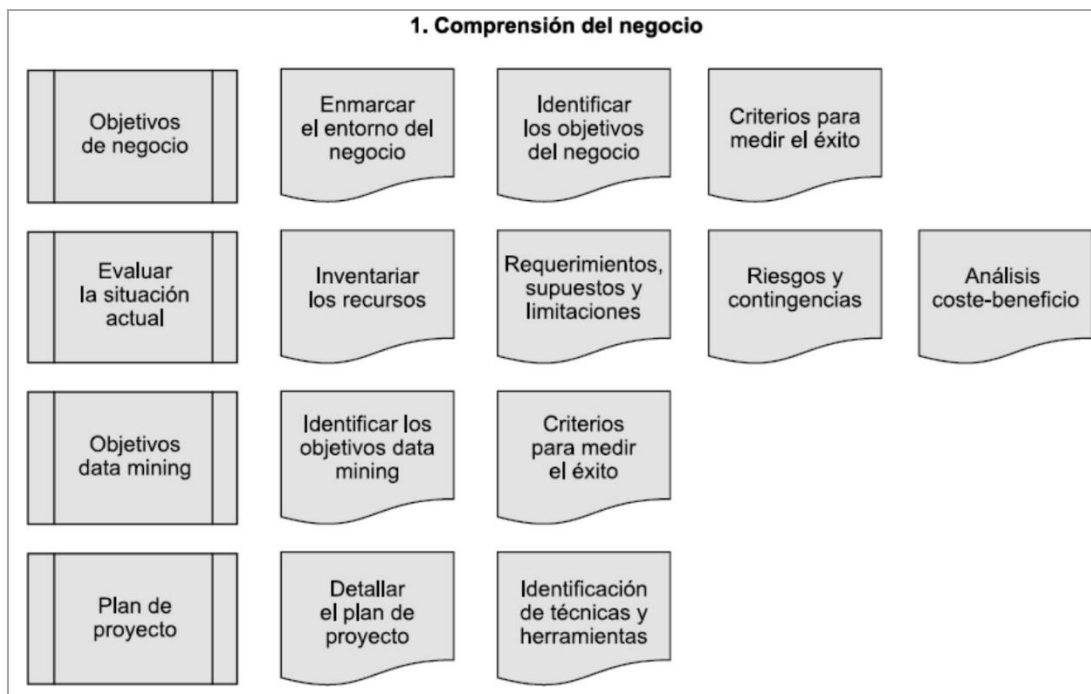 1. Comprensión del negocio
Objetivos
de negocio
Enmarcar
el entorno del
negocio
Identificar
los objetivos
del negocio
Criterios para
medir el éxito
Evaluar
la situación
actual
Inventariar
los recursos
Requerimientos,
supuestos y
limitaciones
Riesgos y
contingencias
Análisis
coste-beneficio
Objetivos
data mining
Identificar los
objetivos data
mining
Criterios
para medir
el éxito
Plan de
proyecto
Detallar
el plan de
proyecto
Identificación
de técnicas y
herramientas